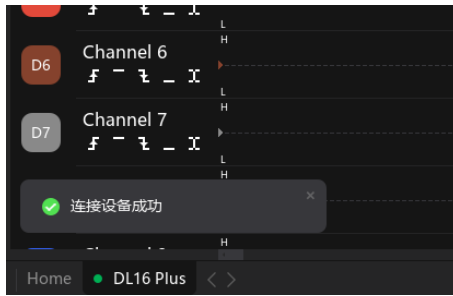 L
H
D6
Channel 6
L
H
D7
Channel 7
L
H
连接设备成功
H
Home
DL16 Plus